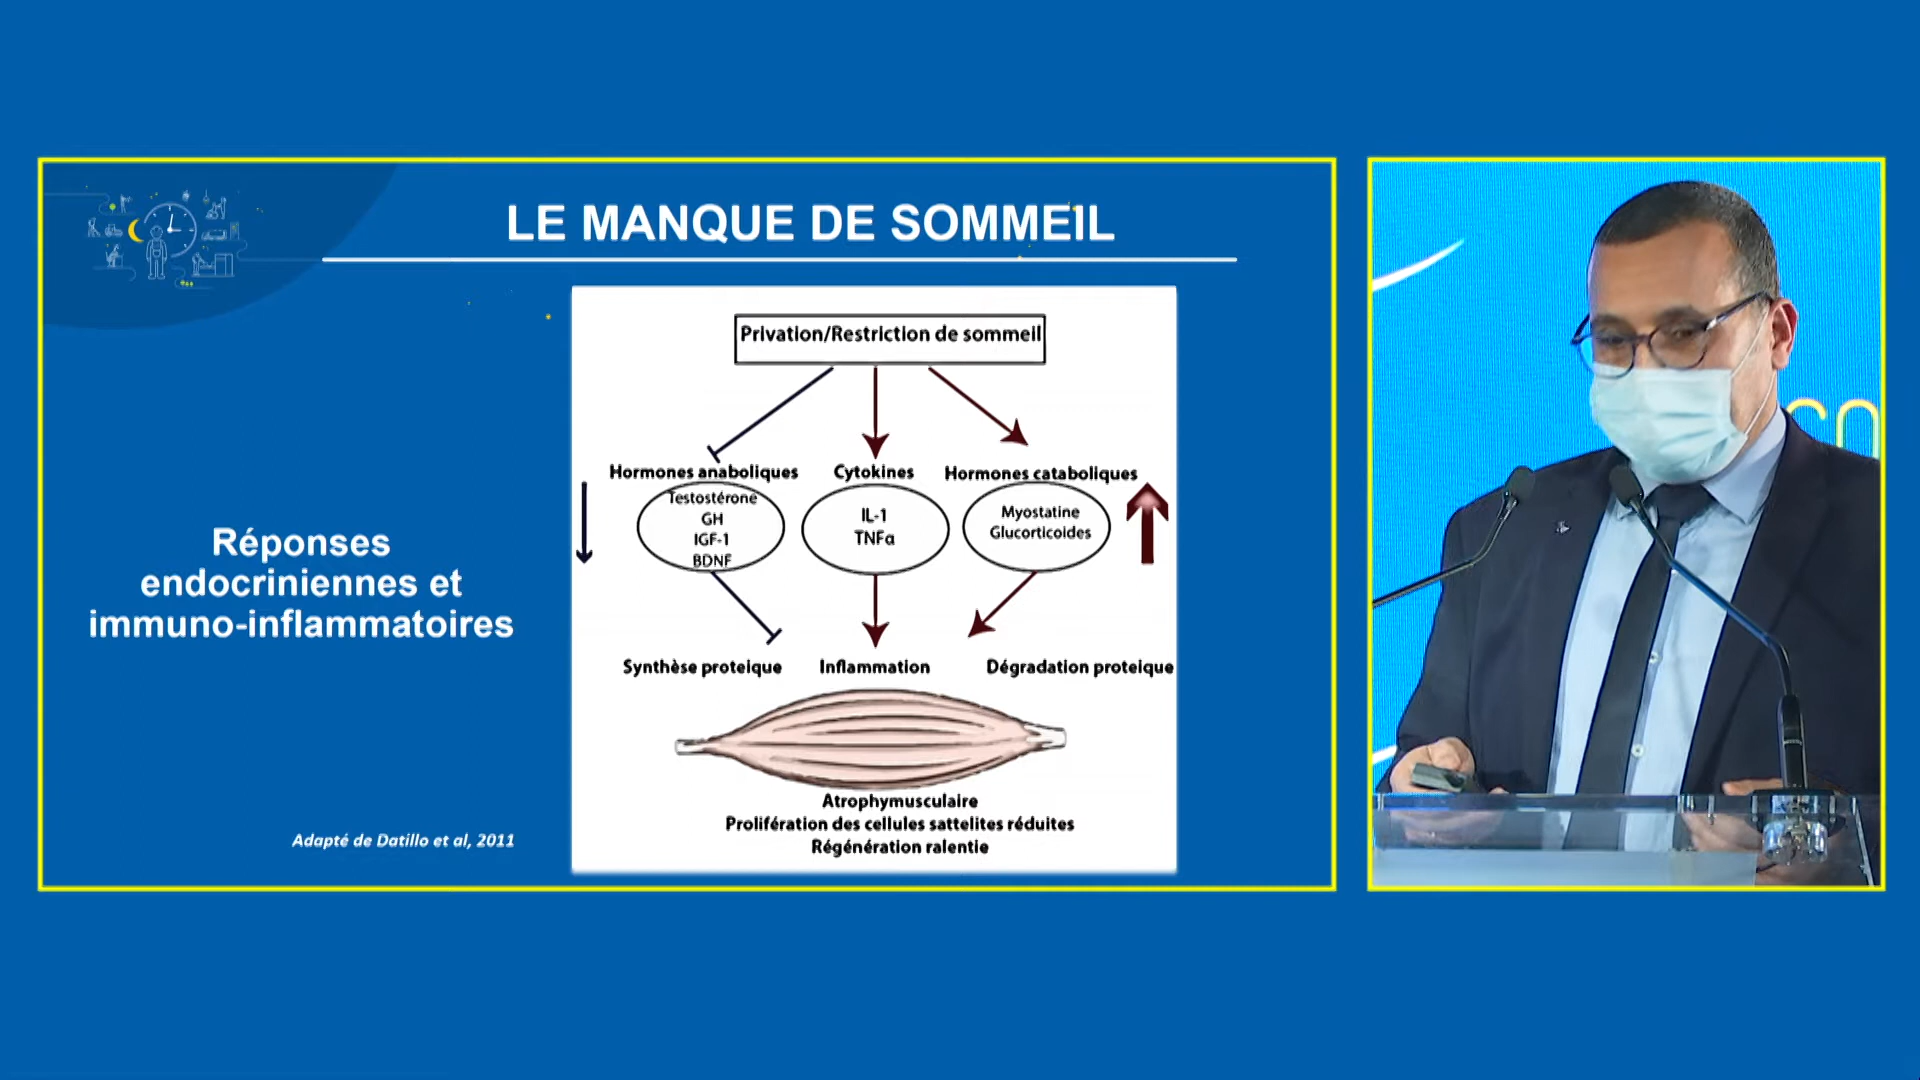 LE MANQUE DE SOMMEIL
Réponses
endocriniennes et
immuno-inflammatoires
Adapté de Datillo et al, 2011
Privation/Restriction de sommeil
Hormones anaboliques
Cytokines
Hormones cataboliques
Testostérone
GH
IGF-1
BDNF
IL-1
TNFα
Myostatine
Glucorticoides
Synthèse proteique
Inflammation
Dégradation proteique
Atrophymusculaire
Prolifération des cellules sattelites réduites
Régénération ralentie